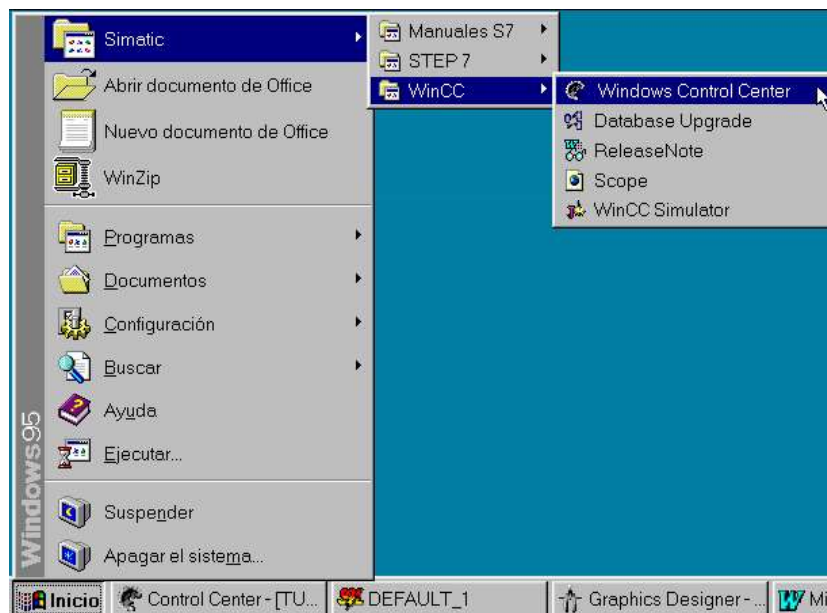 Simatic
Abrir documento de Office
Nuevo documento de Office
WinZip
Programas
Documentos
Configuración
Buscar
Ayuda
Ejecutar...
Suspender
Apagar el sistema...
Windows95
Manuales S7
STEP 7
WinCC
Windows Control Center
Database Upgrade
ReleaseNote
Scope
WinCC Simulator
Inicio
Control Center - [TU...
DEFAULT_1
Graphics Designer - ...
Mi